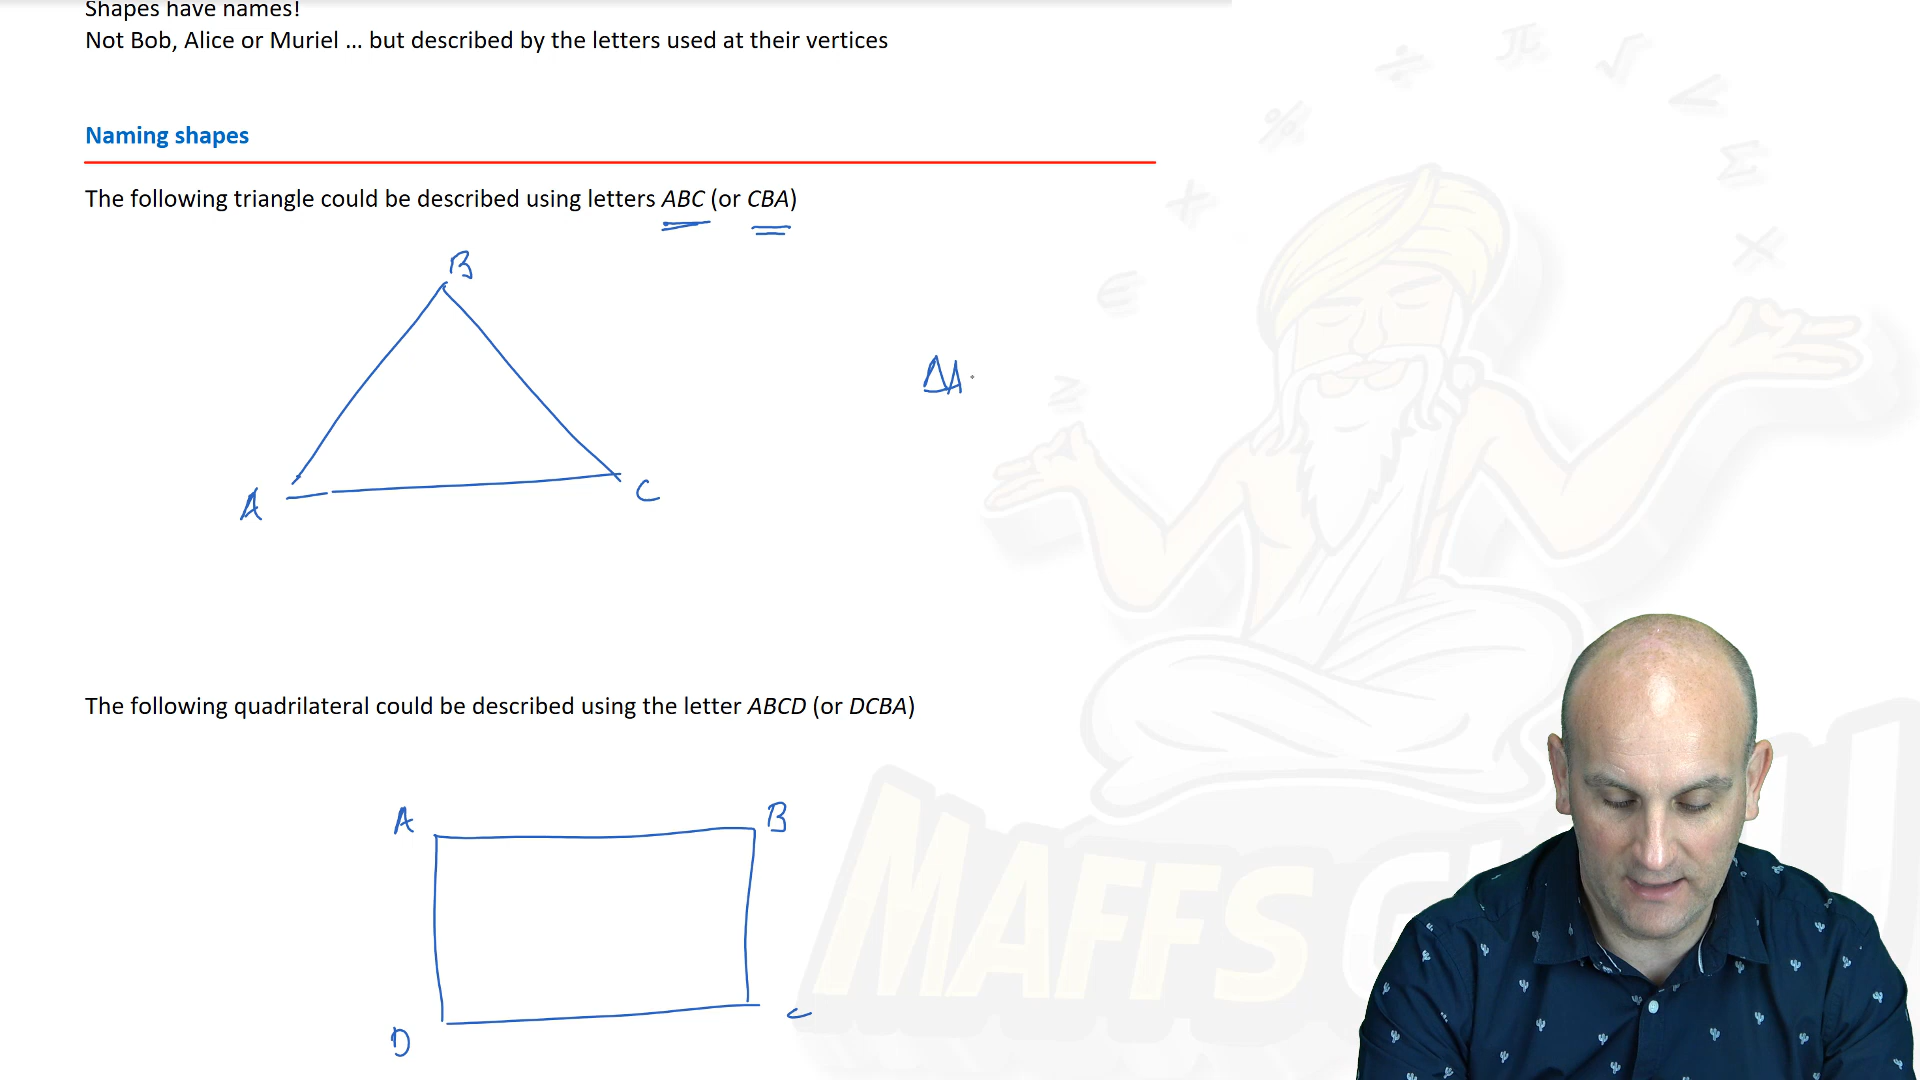 Shapes have names!
Not Bob, Alice or Muriel ... but described by the letters used at their vertices
Naming shapes
The following triangle could be described using letters ABC (or CBA)
B
ΔA
A
C
The following quadrilateral could be described using the letter ABCD (or DCBA)
A
B
D
C
MAFFS
% ÷ π √ < Σ × + € ≥